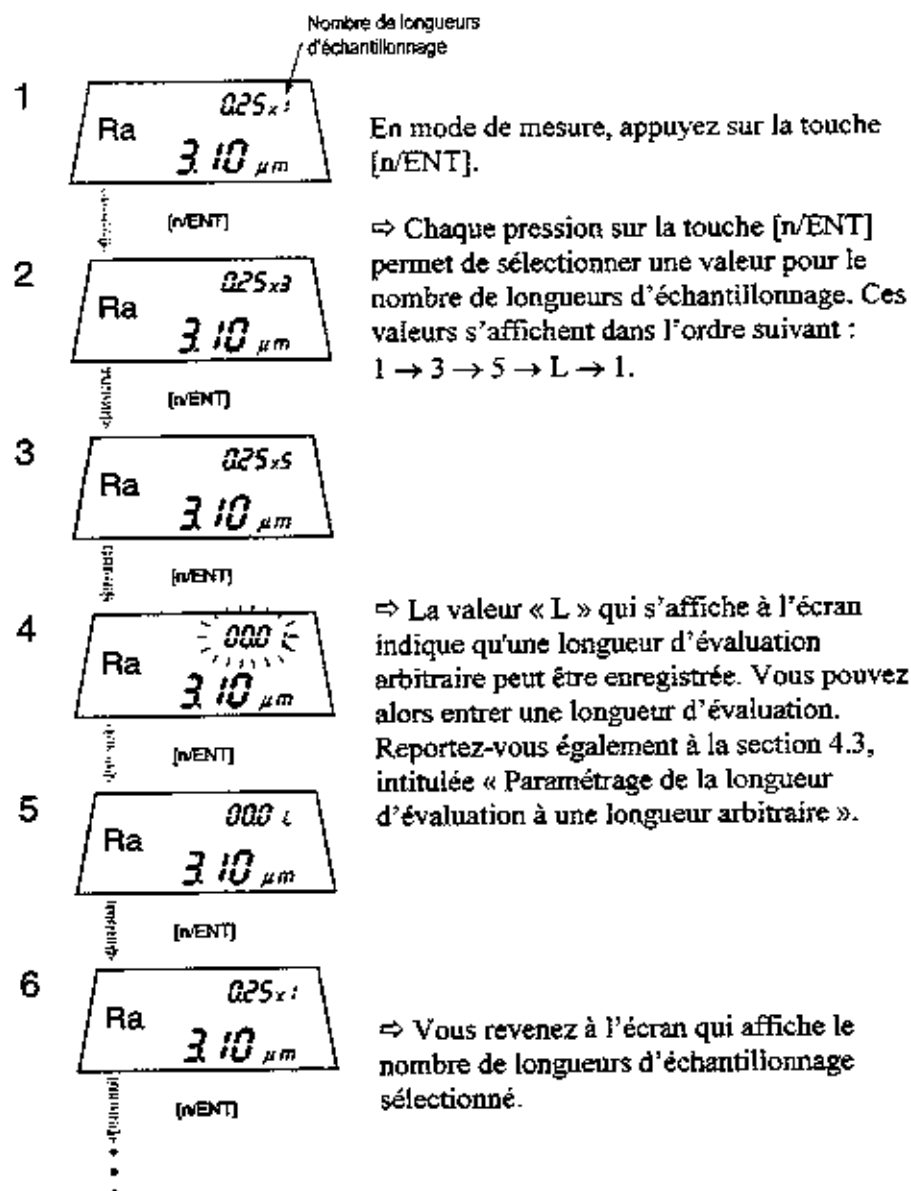 Nombre de longueurs
d'échantillonnage
1
0.25x1
Ra
3.10 µm
En mode de mesure, appuyez sur la touche
[n/ENT].
[n/ENT]
⇨ Chaque pression sur la touche [n/ENT]
permet de sélectionner une valeur pour le
nombre de longueurs d'échantillonnage. Ces
valeurs s'affichent dans l'ordre suivant :
1 → 3 → 5 → L → 1.
2
0.25x3
Ra
3.10 µm
[n/ENT]
3
0.25x5
Ra
3.10 µm
[n/ENT]
4
00.0
Ra
3.10 µm
⇨ La valeur « L » qui s'affiche à l'écran
indique qu'une longueur d'évaluation
arbitraire peut être enregistrée. Vous pouvez
alors entrer une longueur d'évaluation.
Reportez-vous également à la section 4.3,
intitulée « Paramétrage de la longueur
d'évaluation à une longueur arbitraire ».
[n/ENT]
5
00.0 L
Ra
3.10 µm
[n/ENT]
6
0.25x1
Ra
3.10 µm
⇨ Vous revenez à l'écran qui affiche le
nombre de longueurs d'échantillonnage
sélectionné.
[n/ENT]